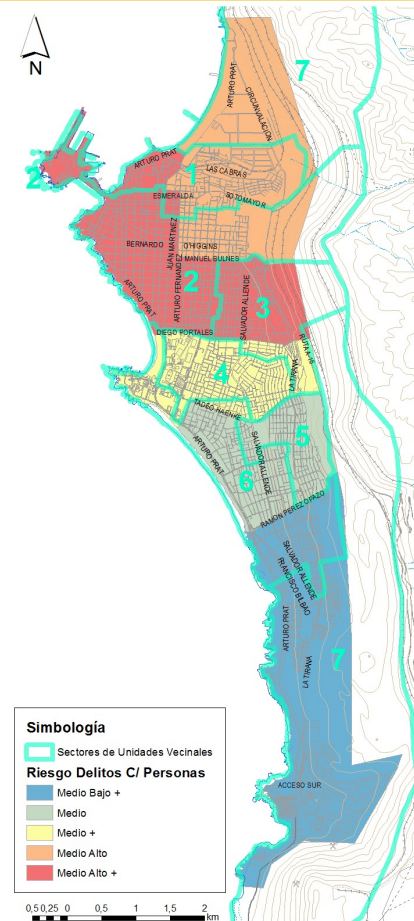 N
7
ARTURO PRAT
CIRCUNVALACION
ARTURO PRAT
1
LAS CABRAS
2
ESMERALDA
SOTOMAYOR
JUAN MARTINEZ
BERNARDO O'HIGGINS
MANUEL BULNES
ARTURO FERNANDEZ
2
SALVADOR ALLENDE
3
ARTURO PRAT
DIEGO PORTALES
RUTA A-16
4
LA TIRANA
TADEO HAENKE
5
ARTURO PRAT
SALVADOR ALLENDE
6
RAMON PEREZ OPAZO
SALVADOR ALLENDE
FRANCISCO BILBAO
ARTURO PRAT
LA TIRANA
7
ACCESO SUR
Simbología
Sectores de Unidades Vecinales
Riesgo Delitos C/ Personas
Medio Bajo +
Medio
Medio +
Medio Alto
Medio Alto +
0,5 0,25 0 0,5 1 1,5 2
km